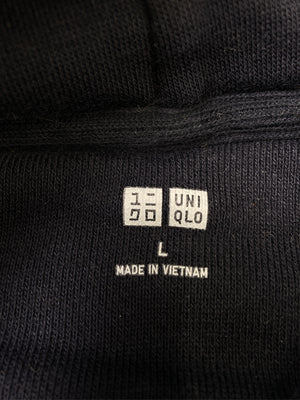 ユニ UNI
クロ QLO
L
MADE IN VIETNAM